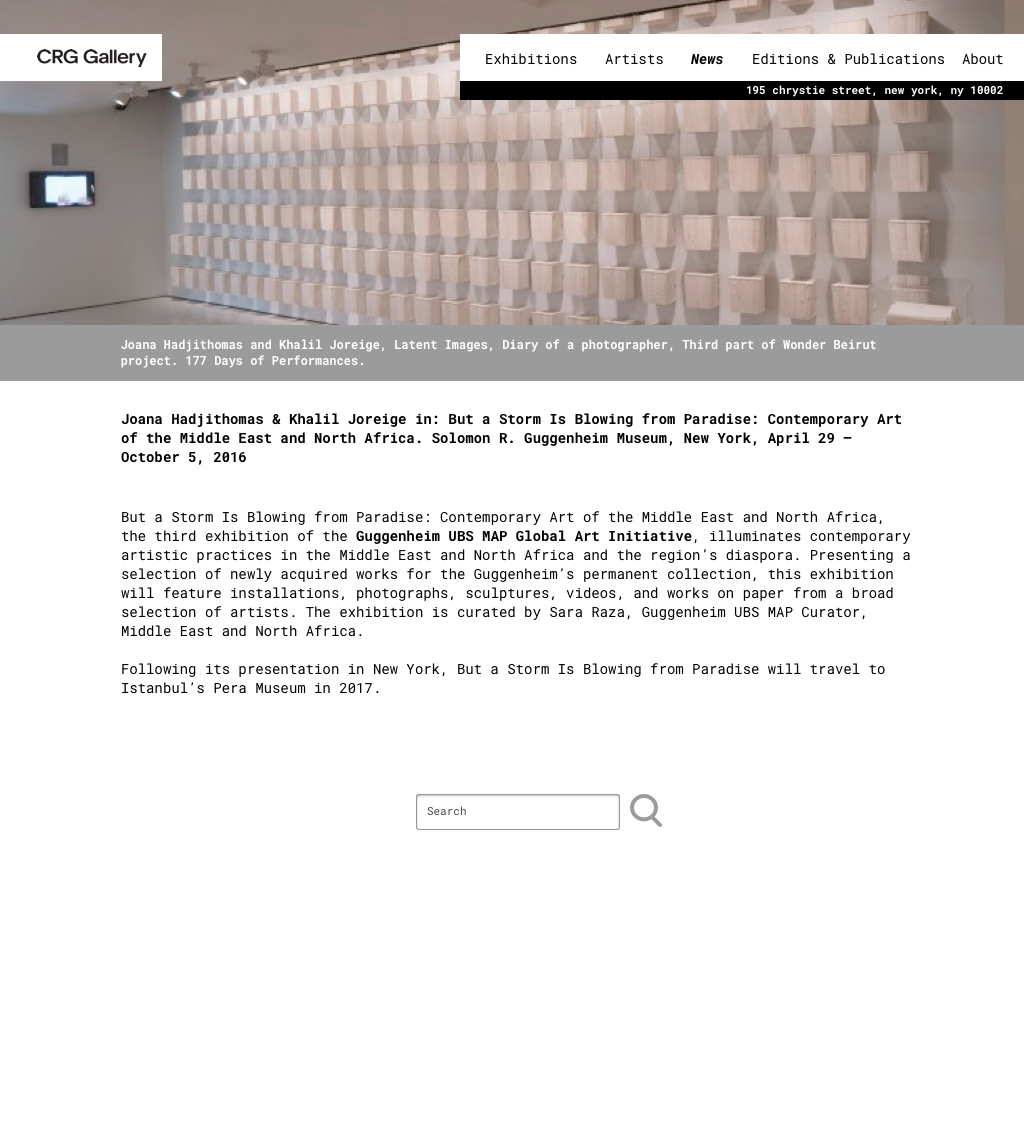 CRG Gallery
Exhibitions Artists News Editions & Publications About
195 chrystie street, new york, ny 10002
Joana Hadjithomas and Khalil Joreige, Latent Images, Diary of a photographer, Third part of Wonder Beirut
project. 177 Days of Performances.
Joana Hadjithomas & Khalil Joreige in: But a Storm Is Blowing from Paradise: Contemporary Art
of the Middle East and North Africa. Solomon R. Guggenheim Museum, New York, April 29 –
October 5, 2016
But a Storm Is Blowing from Paradise: Contemporary Art of the Middle East and North Africa,
the third exhibition of the Guggenheim UBS MAP Global Art Initiative, illuminates contemporary
artistic practices in the Middle East and North Africa and the region’s diaspora. Presenting a
selection of newly acquired works for the Guggenheim’s permanent collection, this exhibition
will feature installations, photographs, sculptures, videos, and works on paper from a broad
selection of artists. The exhibition is curated by Sara Raza, Guggenheim UBS MAP Curator,
Middle East and North Africa.
Following its presentation in New York, But a Storm Is Blowing from Paradise will travel to
Istanbul’s Pera Museum in 2017.
Search